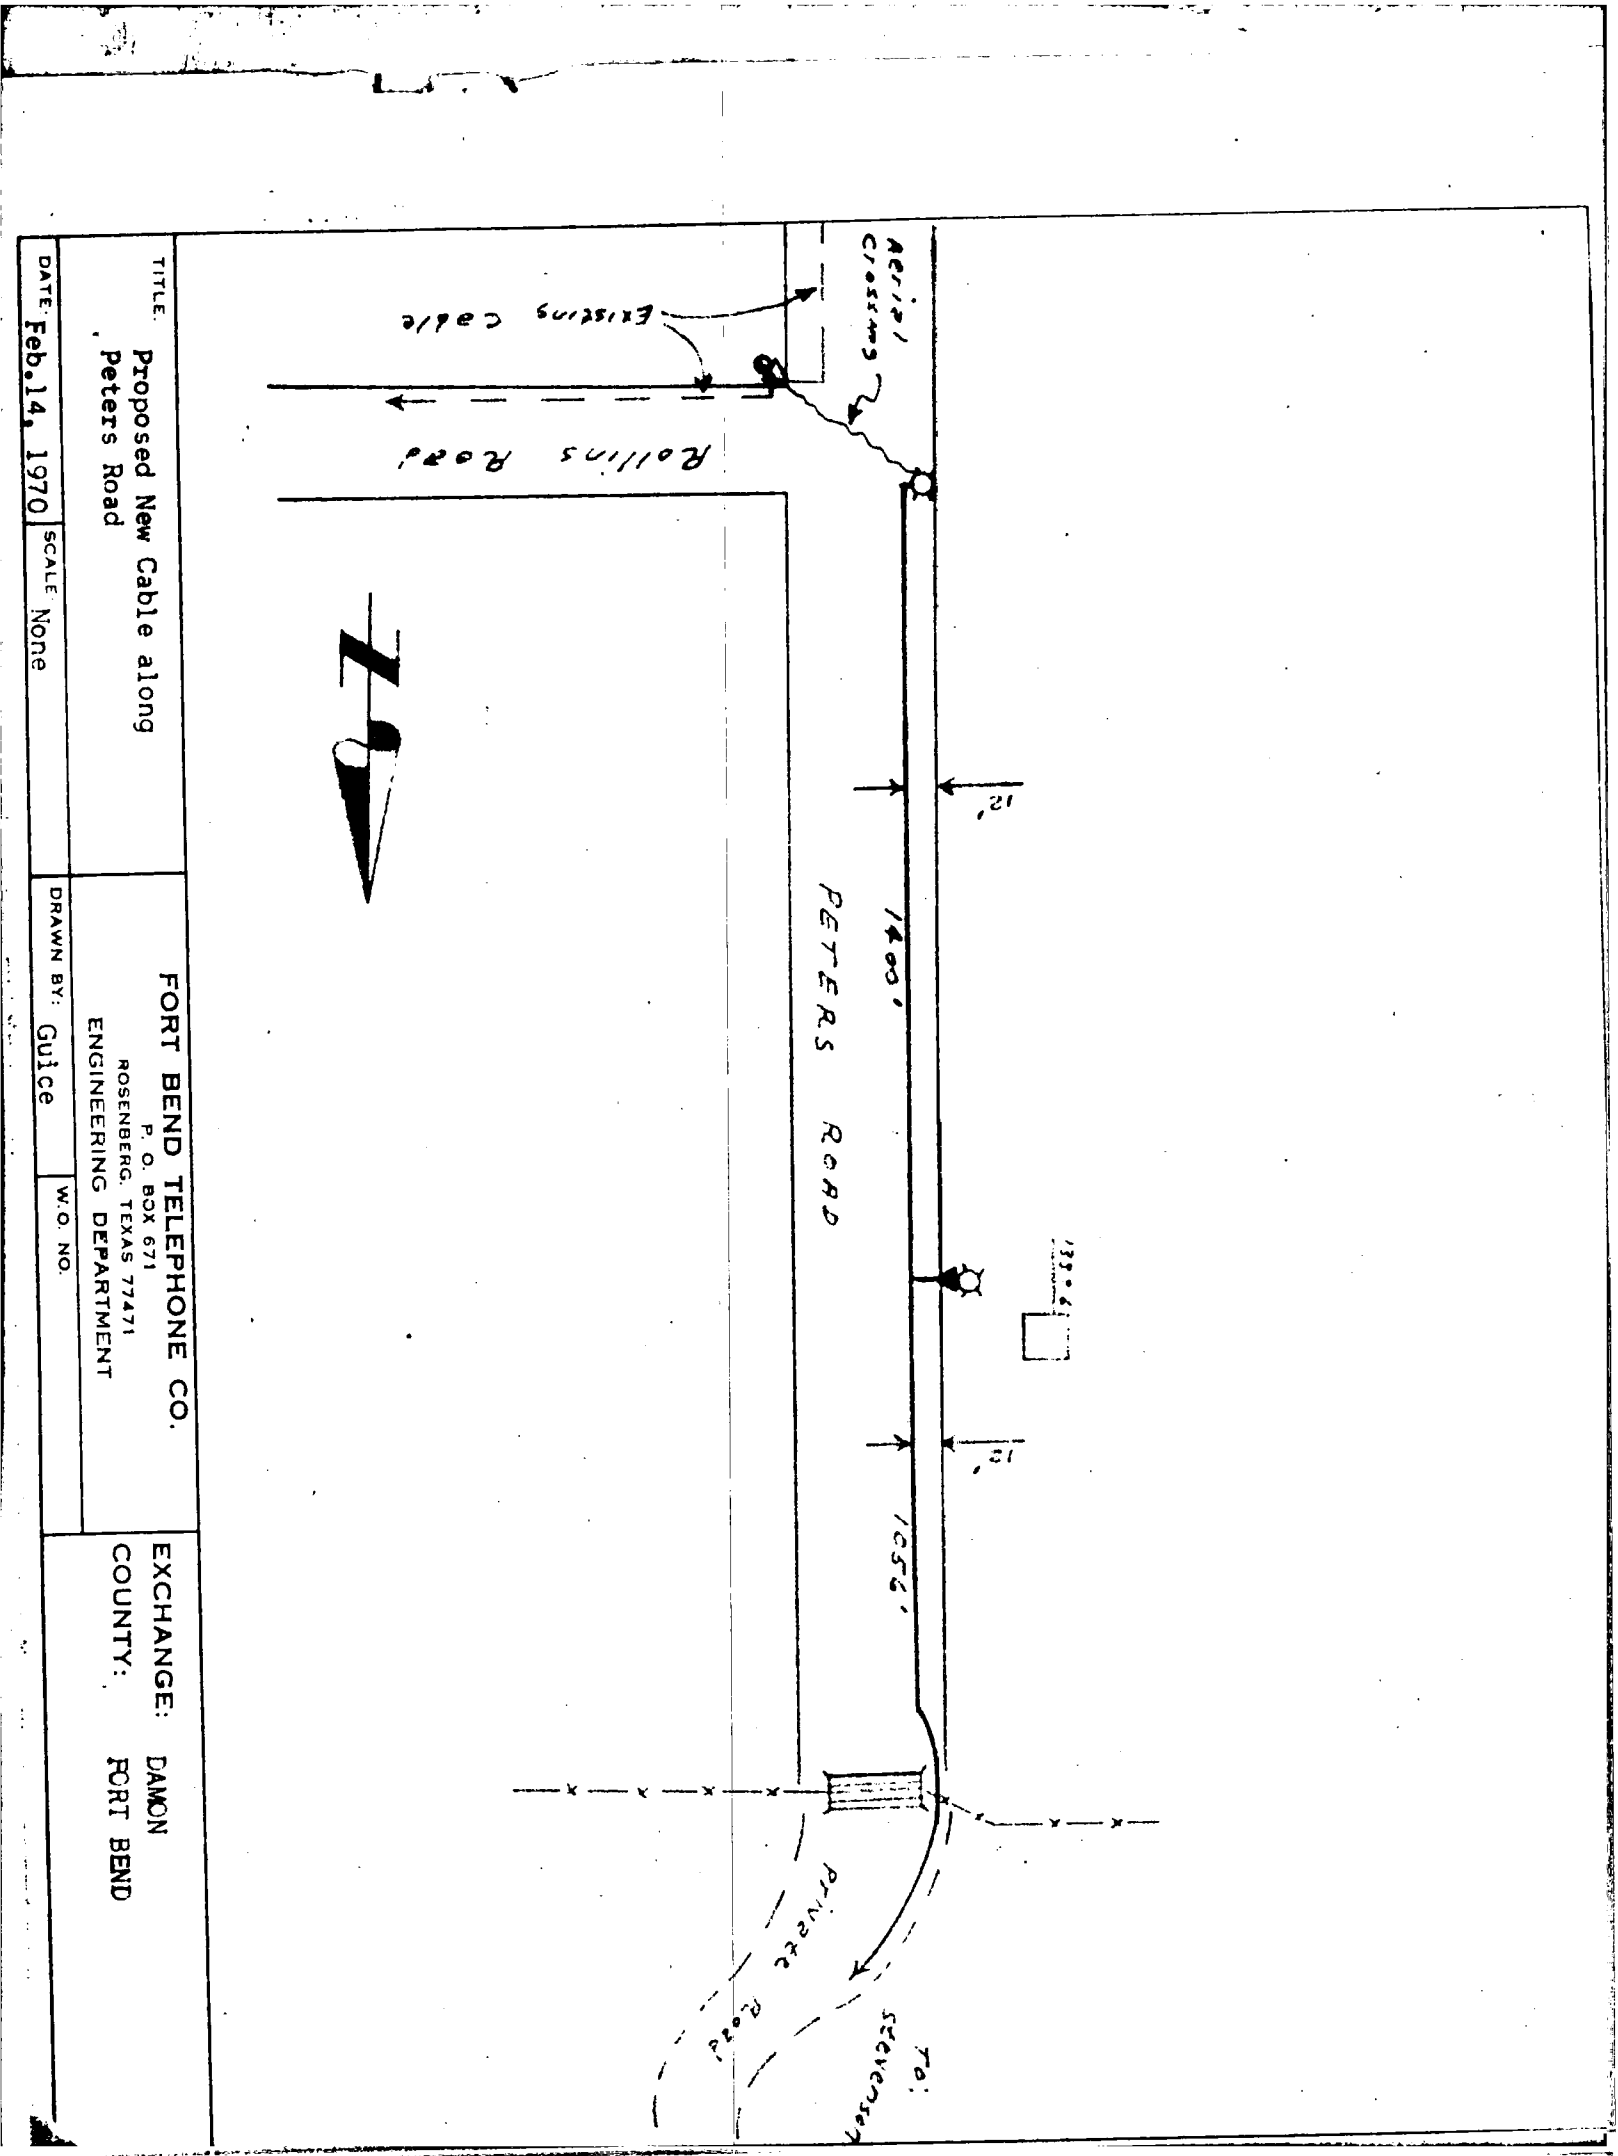 Aerial
Crossing
Existing Cable
Rollins Road
12'
1400'
PETERS ROAD
12'
1056'
Private Road
To:
Stevenson
N
TITLE: Proposed New Cable along
Peters Road
DATE: Feb.14, 1970
SCALE: None
FORT BEND TELEPHONE CO.
P. O. BOX 671
ROSENBERG, TEXAS 77471
ENGINEERING DEPARTMENT
DRAWN BY: Guice
W.O. NO.
EXCHANGE: DAMON
COUNTY: FORT BEND